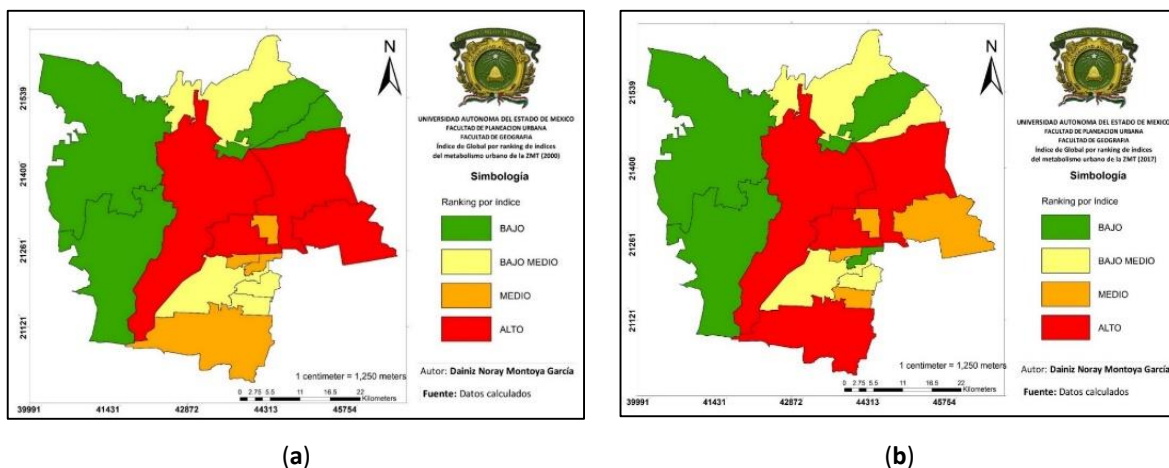 N
UNIVERSIDAD AUTONOMA DEL ESTADO DE MEXICO
FACULTAD DE PLANEACION URBANA
FACULTAD DE GEOGRAFIA
Índice de Global por ranking de indices
del metabolismo urbano de la ZMT (2000)
Simbología
Ranking por índice
BAJO
BAJO MEDIO
MEDIO
ALTO
1 centimeter = 1,250 meters
0 2.75 5.5 11 16.5 22
Kilometers
Autor: Dainiz Noray Montoya García
Fuente: Datos calculados
21539
21400
21261
21121
39991 41431 42872 44313 45754
(a)
N
UNIVERSIDAD AUTONOMA DEL ESTADO DE MEXICO
FACULTAD DE PLANEACION URBANA
FACULTAD DE GEOGRAFIA
Índice de Global por ranking de indices
del metabolismo urbano de la ZMT (2017)
Simbología
Ranking por índice
BAJO
BAJO MEDIO
MEDIO
ALTO
1 centimeter = 1,250 meters
0 2.75 5.5 11 16.5 22
Kilometers
Autor: Dainiz Noray Montoya García
Fuente: Datos calculados
21539
21400
21261
21121
39991 41431 42872 44313 45754
(b)